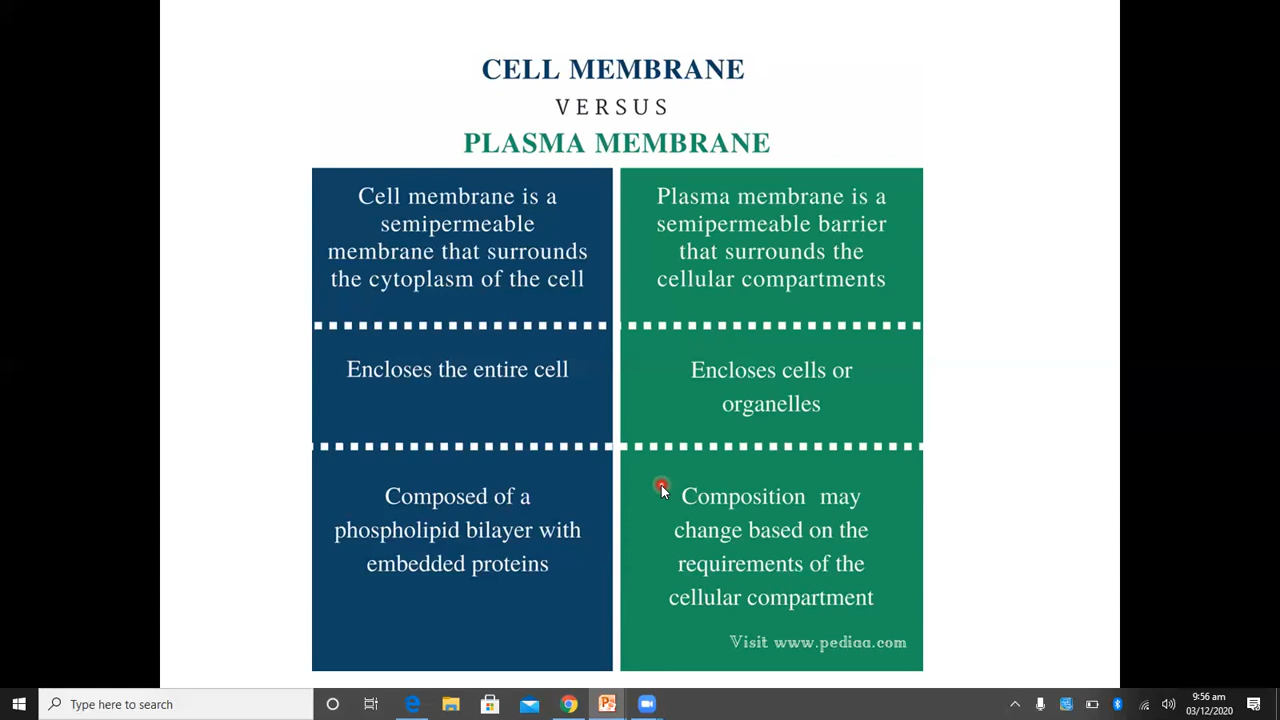 CELL MEMBRANE
VERSUS
PLASMA MEMBRANE
Cell membrane is a
semipermeable
membrane that surrounds
the cytoplasm of the cell
Plasma membrane is a
semipermeable barrier
that surrounds the
cellular compartments
Encloses the entire cell
Encloses cells or
organelles
Composed of a
phospholipid bilayer with
embedded proteins
Composition may
change based on the
requirements of the
cellular compartment
Visit www.pediaa.com
Type here to search
9:56 am
03/12/2020